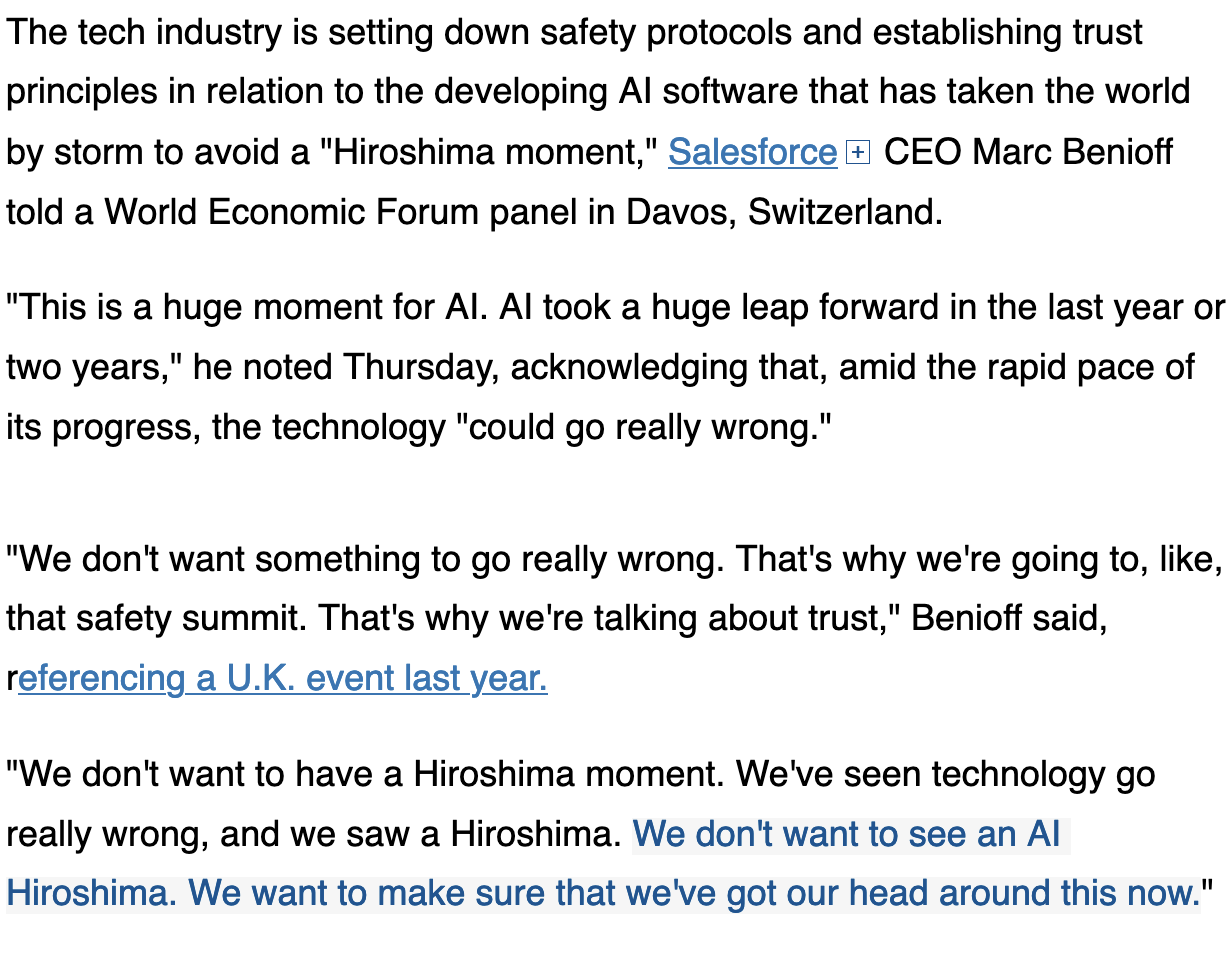 The tech industry is setting down safety protocols and establishing trust
principles in relation to the developing AI software that has taken the world
by storm to avoid a "Hiroshima moment," Salesforce + CEO Marc Benioff
told a World Economic Forum panel in Davos, Switzerland.
"This is a huge moment for AI. AI took a huge leap forward in the last year or
two years," he noted Thursday, acknowledging that, amid the rapid pace of
its progress, the technology "could go really wrong."
"We don't want something to go really wrong. That's why we're going to, like,
that safety summit. That's why we're talking about trust," Benioff said,
referencing a U.K. event last year.
"We don't want to have a Hiroshima moment. We've seen technology go
really wrong, and we saw a Hiroshima. We don't want to see an AI
Hiroshima. We want to make sure that we've got our head around this now."